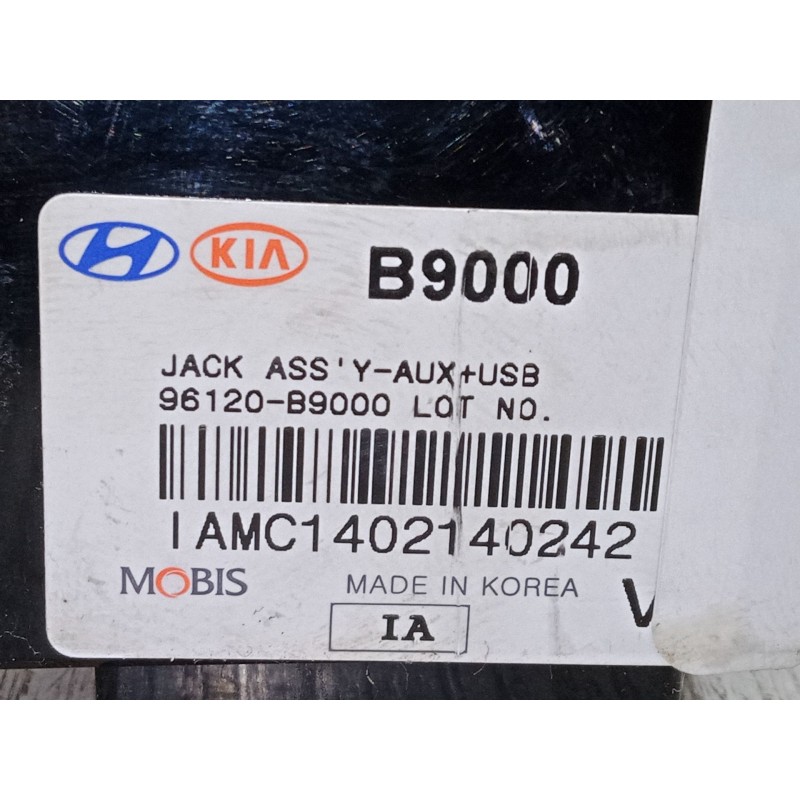 KIA B9000
JACK ASS'Y-AUX+USB
96120-B9000 LOT NO.
IAMC1402140242
MOBIS MADE IN KOREA V
IA